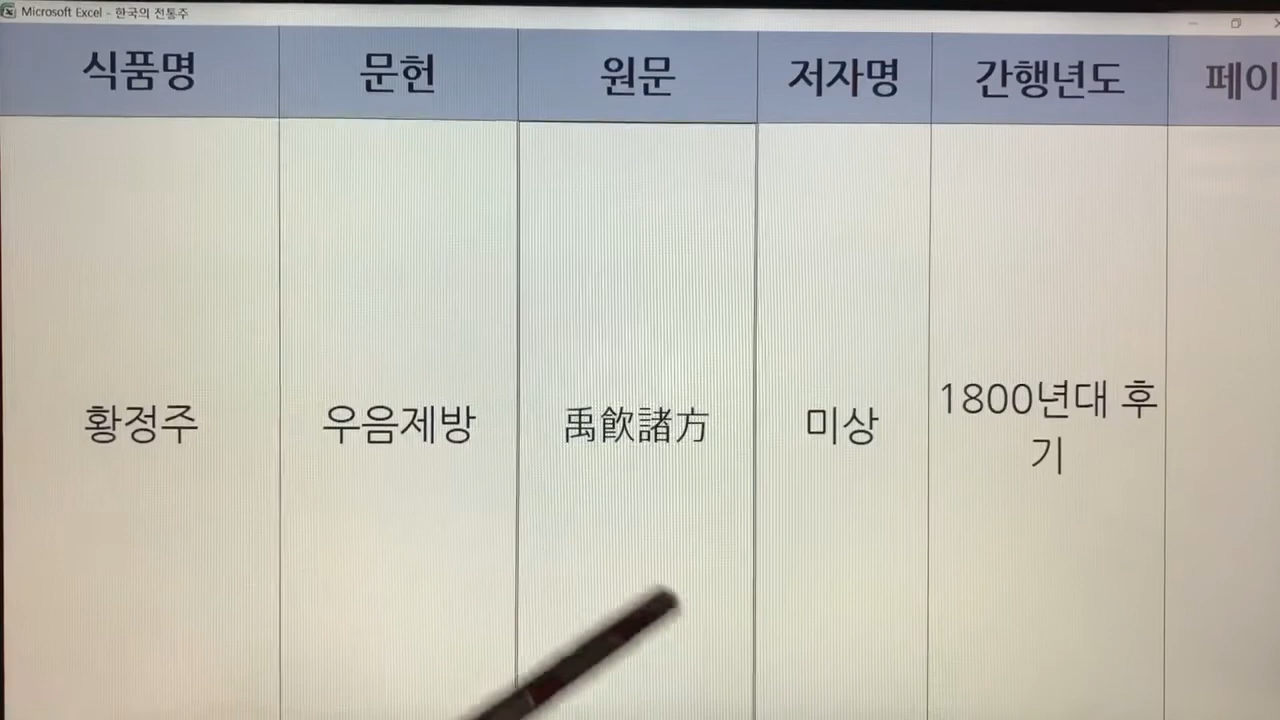 Microsoft Excel - 한국의 전통주
식품명 문헌 원문 저자명 간행년도 페이
황정주 우음제방 禹飮諸方 미상 1800년대 후
기